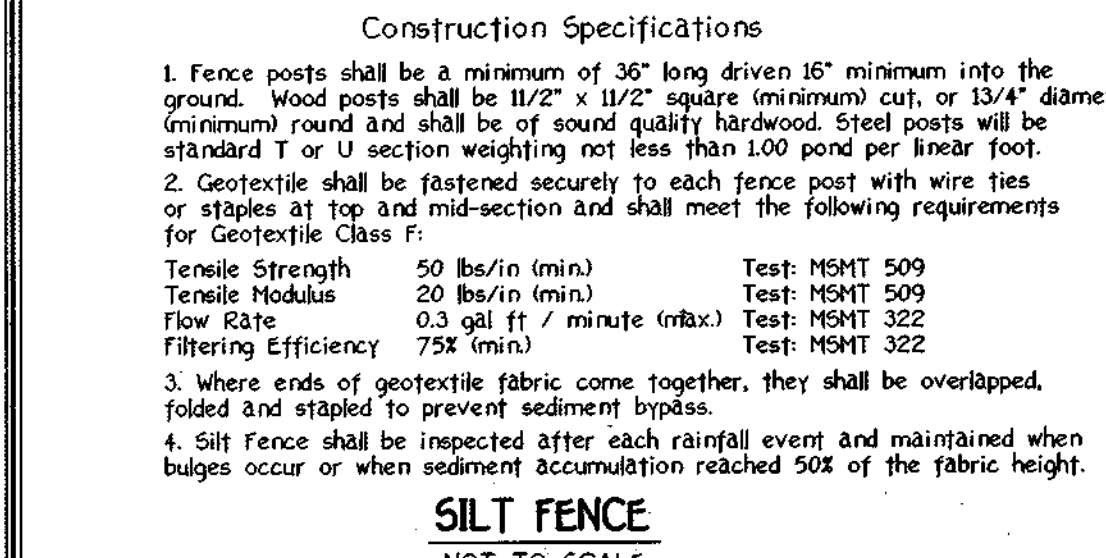 Construction Specifications
1. Fence posts shall be a minimum of 36" long driven 16" minimum into the
ground. Wood posts shall be 11/2" x 11/2" square (minimum) cut, or 13/4" diame
(minimum) round and shall be of sound quality hardwood. Steel posts will be
standard T or U section weighting not less than 1.00 pond per linear foot.
2. Geotextile shall be fastened securely to each fence post with wire ties
or staples at top and mid-section and shall meet the following requirements
for Geotextile Class F:
Tensile Strength 50 lbs/in (min.) Test: MSMT 509
Tensile Modulus 20 lbs/in (min.) Test: MSMT 509
Flow Rate 0.3 gal ft / minute (max.) Test: MSMT 322
Filtering Efficiency 75% (min.) Test: MSMT 322
3. Where ends of geotextile fabric come together, they shall be overlapped,
folded and stapled to prevent sediment bypass.
4. Silt Fence shall be inspected after each rainfall event and maintained when
bulges occur or when sediment accumulation reached 50% of the fabric height.
SILT FENCE
NOT TO SCALE